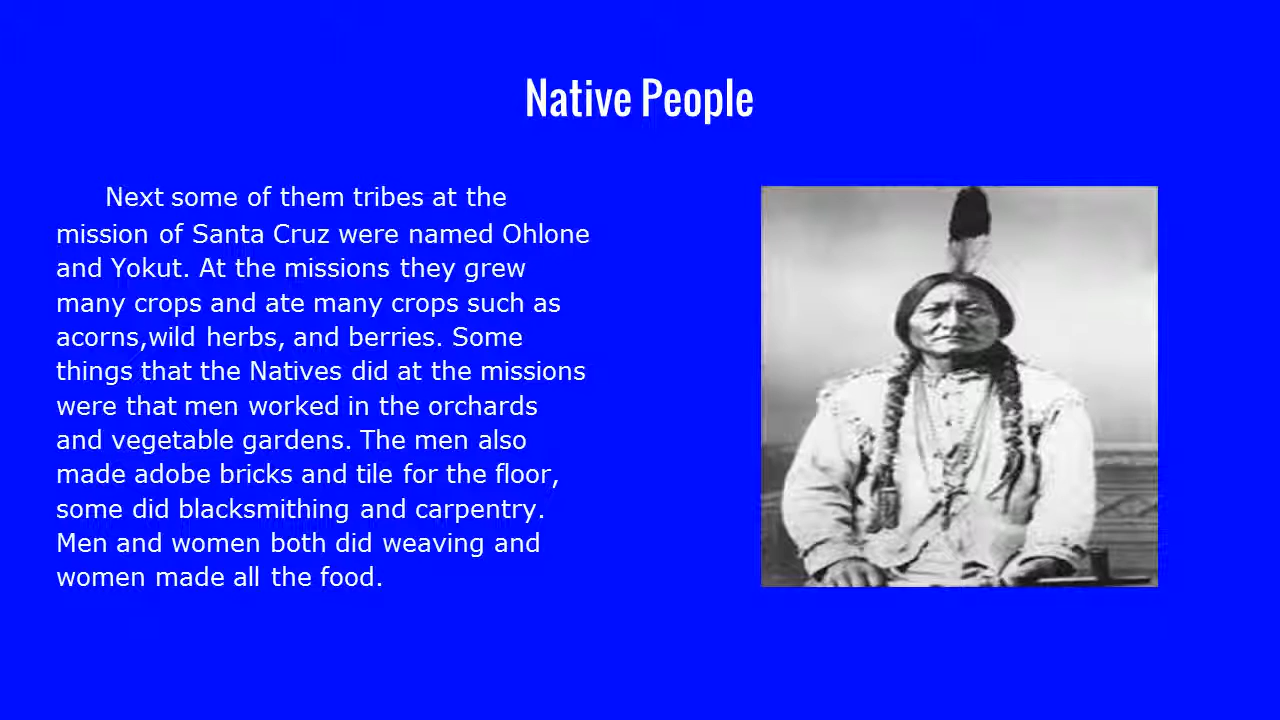 Native People
Next some of them tribes at the
mission of Santa Cruz were named Ohlone
and Yokut. At the missions they grew
many crops and ate many crops such as
acorns,wild herbs, and berries. Some
things that the Natives did at the missions
were that men worked in the orchards
and vegetable gardens. The men also
made adobe bricks and tile for the floor,
some did blacksmithing and carpentry.
Men and women both did weaving and
women made all the food.